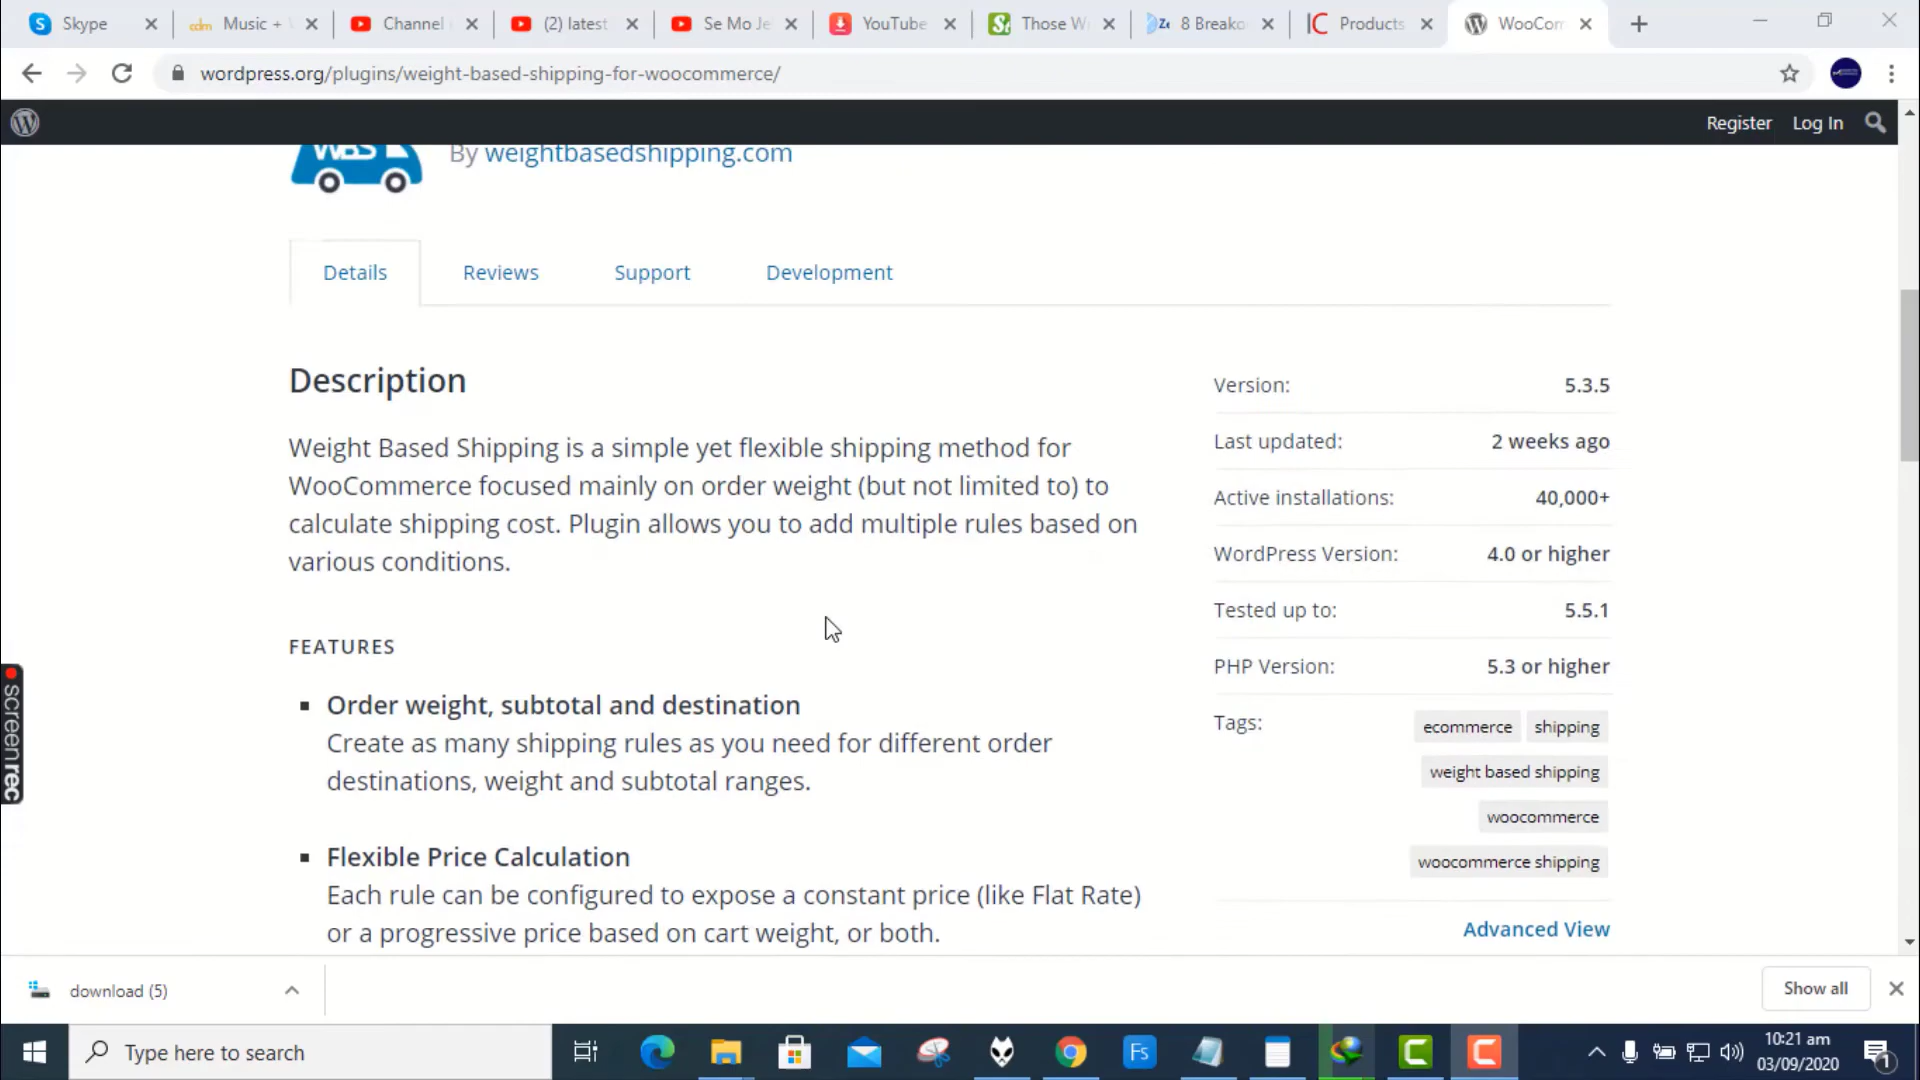 Skype
Music +
Channel
(2) latest
Se Mo Je
YouTube
Those W
8 Breako
Products
WooCom
wordpress.org/plugins/weight-based-shipping-for-woocommerce/
Register Log In
WBS
By weightbasedshipping.com
Details Reviews Support Development
Description
Weight Based Shipping is a simple yet flexible shipping method for
WooCommerce focused mainly on order weight (but not limited to) to
calculate shipping cost. Plugin allows you to add multiple rules based on
various conditions.
FEATURES
Order weight, subtotal and destination
Create as many shipping rules as you need for different order
destinations, weight and subtotal ranges.
Flexible Price Calculation
Each rule can be configured to expose a constant price (like Flat Rate)
or a progressive price based on cart weight, or both.
Version: 5.3.5
Last updated: 2 weeks ago
Active installations: 40,000+
WordPress Version: 4.0 or higher
Tested up to: 5.5.1
PHP Version: 5.3 or higher
Tags: ecommerce shipping
weight based shipping
woocommerce
woocommerce shipping
Advanced View
screenrec
download (5)
Show all
Type here to search
Fs
10:21 am
03/09/2020
1